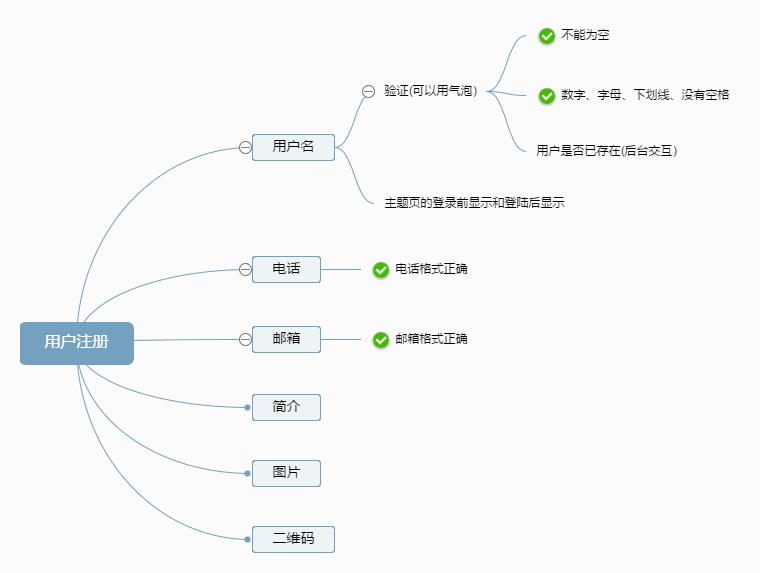 不能为空
验证(可以用气泡)
数字、字母、下划线、没有空格
用户名
用户是否已存在(后台交互)
主题页的登录前显示和登陆后显示
电话
电话格式正确
用户注册
邮箱
邮箱格式正确
简介
图片
二维码